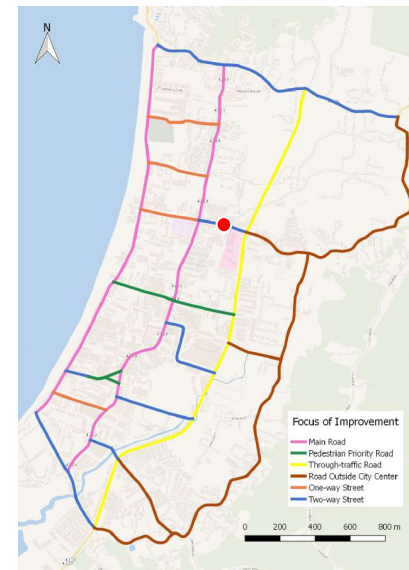 N
Focus of Improvement
Main Road
Pedestrian Priority Road
Through-traffic Road
Road Outside City Center
One-way Street
Two-way Street
0 200 400 600 800 m